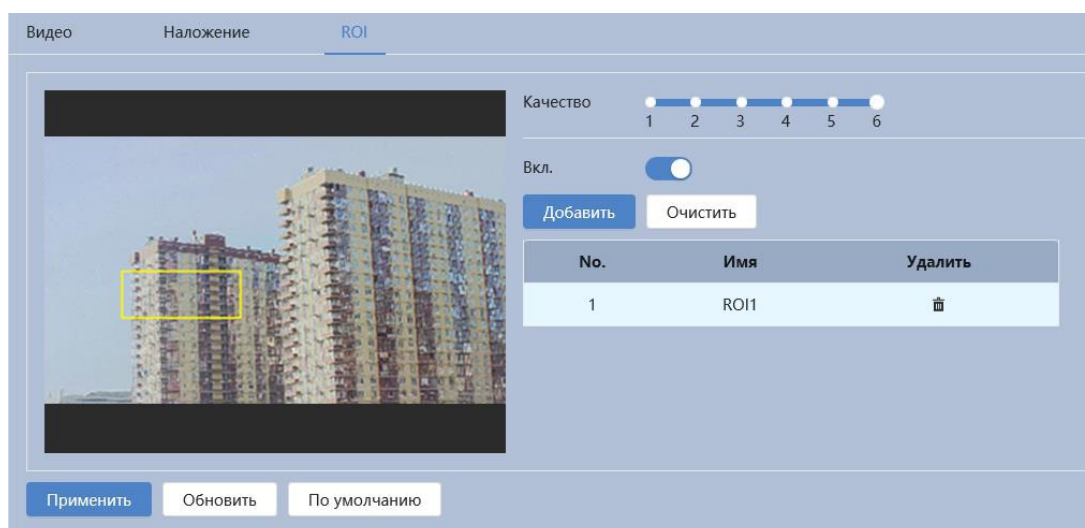 Видео Наложение ROI
Качество
1 2 3 4 5 6
Вкл.
Добавить Очистить
No. Имя Удалить
1 ROI1
Применить Обновить По умолчанию